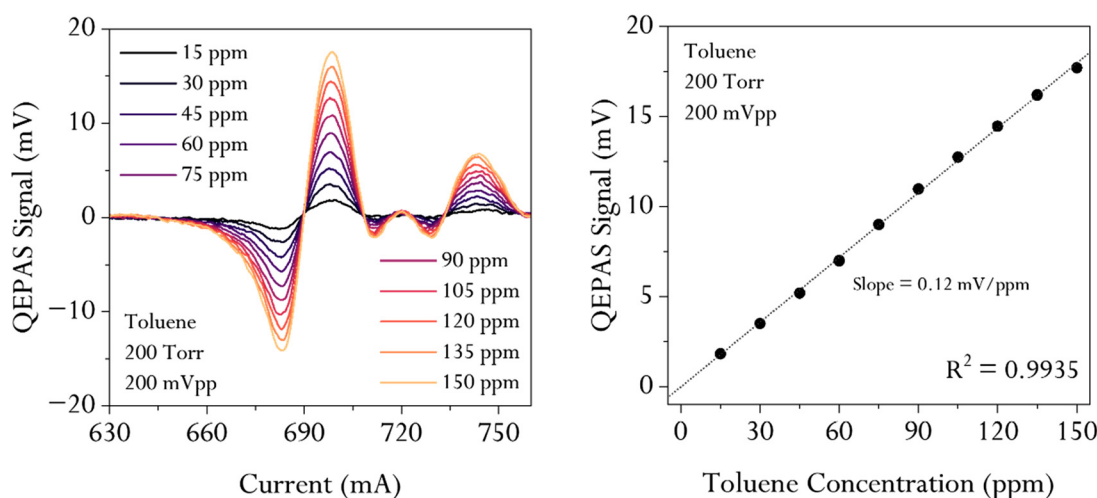 20
10
0
−10
−20
QEPAS Signal (mV)
15 ppm
30 ppm
45 ppm
60 ppm
75 ppm
90 ppm
105 ppm
120 ppm
135 ppm
150 ppm
Toluene
200 Torr
200 mVpp
630 660 690 720 750
Current (mA)
20
15
10
5
0
QEPAS Signal (mV)
Toluene
200 Torr
200 mVpp
Slope = 0.12 mV/ppm
R² = 0.9935
0 30 60 90 120 150
Toluene Concentration (ppm)